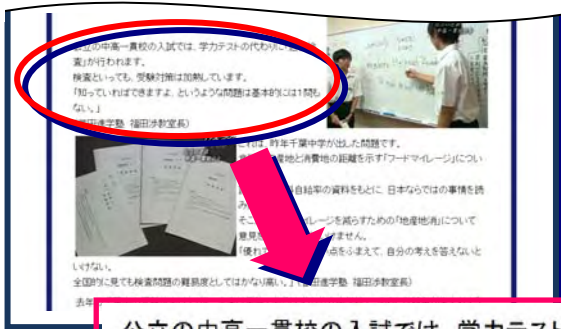 立の中高一貫校の入試では、学力テストの代わりに
査」が行われます。
検査といっても、受験対策は加熱しています。
「知っていればできますよ、というような問題は基本的には1問も
ない。」
田進学塾 福田渉教室長)
これは、昨年千葉中学が出した問題です。
産地と消費地の距離を示す「フードマイレージ」につい
自給率の資料をもとに、日本ならではの事情を読
み
そこ レージを減らすための「地産地消」について
意見を ません。
「優れ 点をふまえて、自分の考えを答えないと
いけない。
全国的に見ても検査問題の難易度としてはかなり高い。」 田進学塾 福田渉教室長)
去年
公立の中高一貫校の入試では、学力テスト